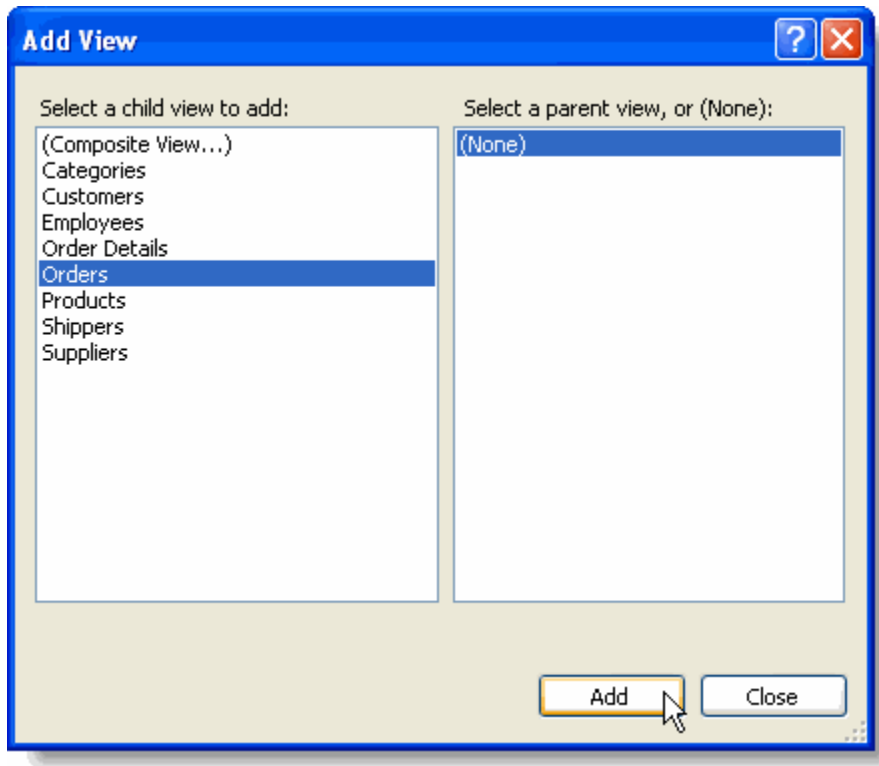 Add View
?
Select a child view to add:
(Composite View...)
Categories
Customers
Employees
Order Details
Orders
Products
Shippers
Suppliers
Select a parent view, or (None):
(None)
Add
Close